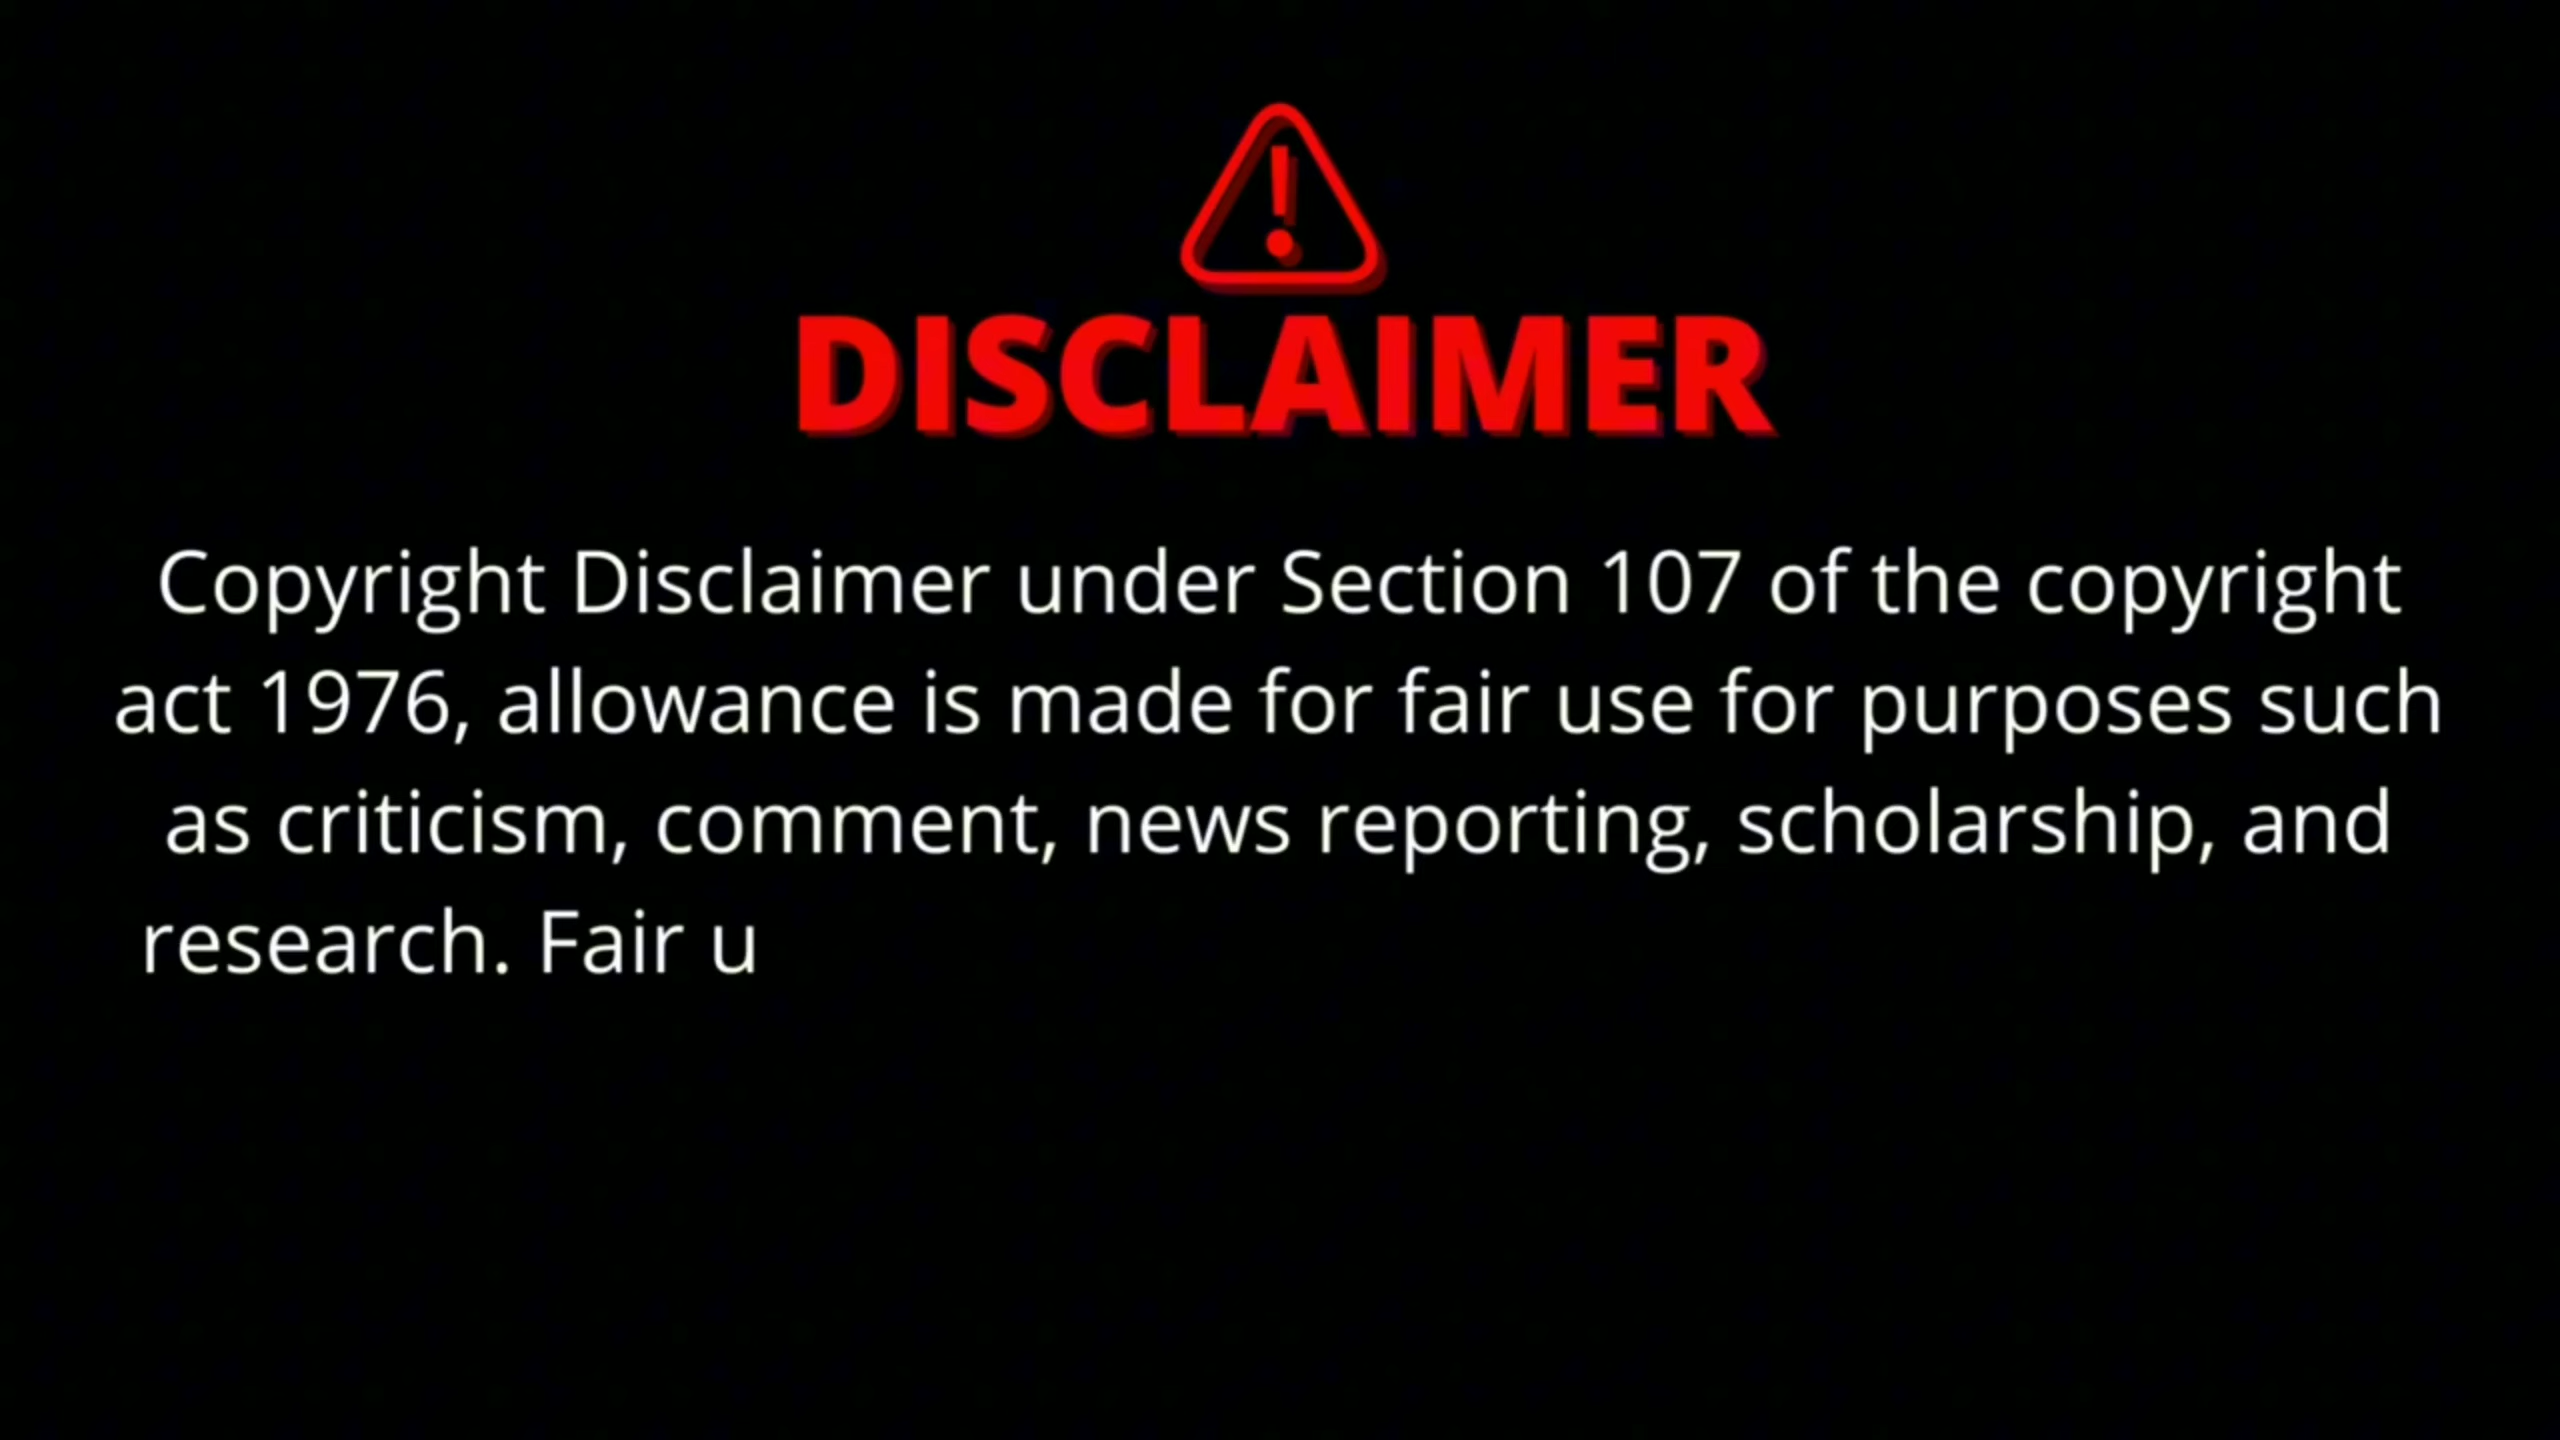 DISCLAIMER
Copyright Disclaimer under Section 107 of the copyright
act 1976, allowance is made for fair use for purposes such
as criticism, comment, news reporting, scholarship, and
research. Fair u